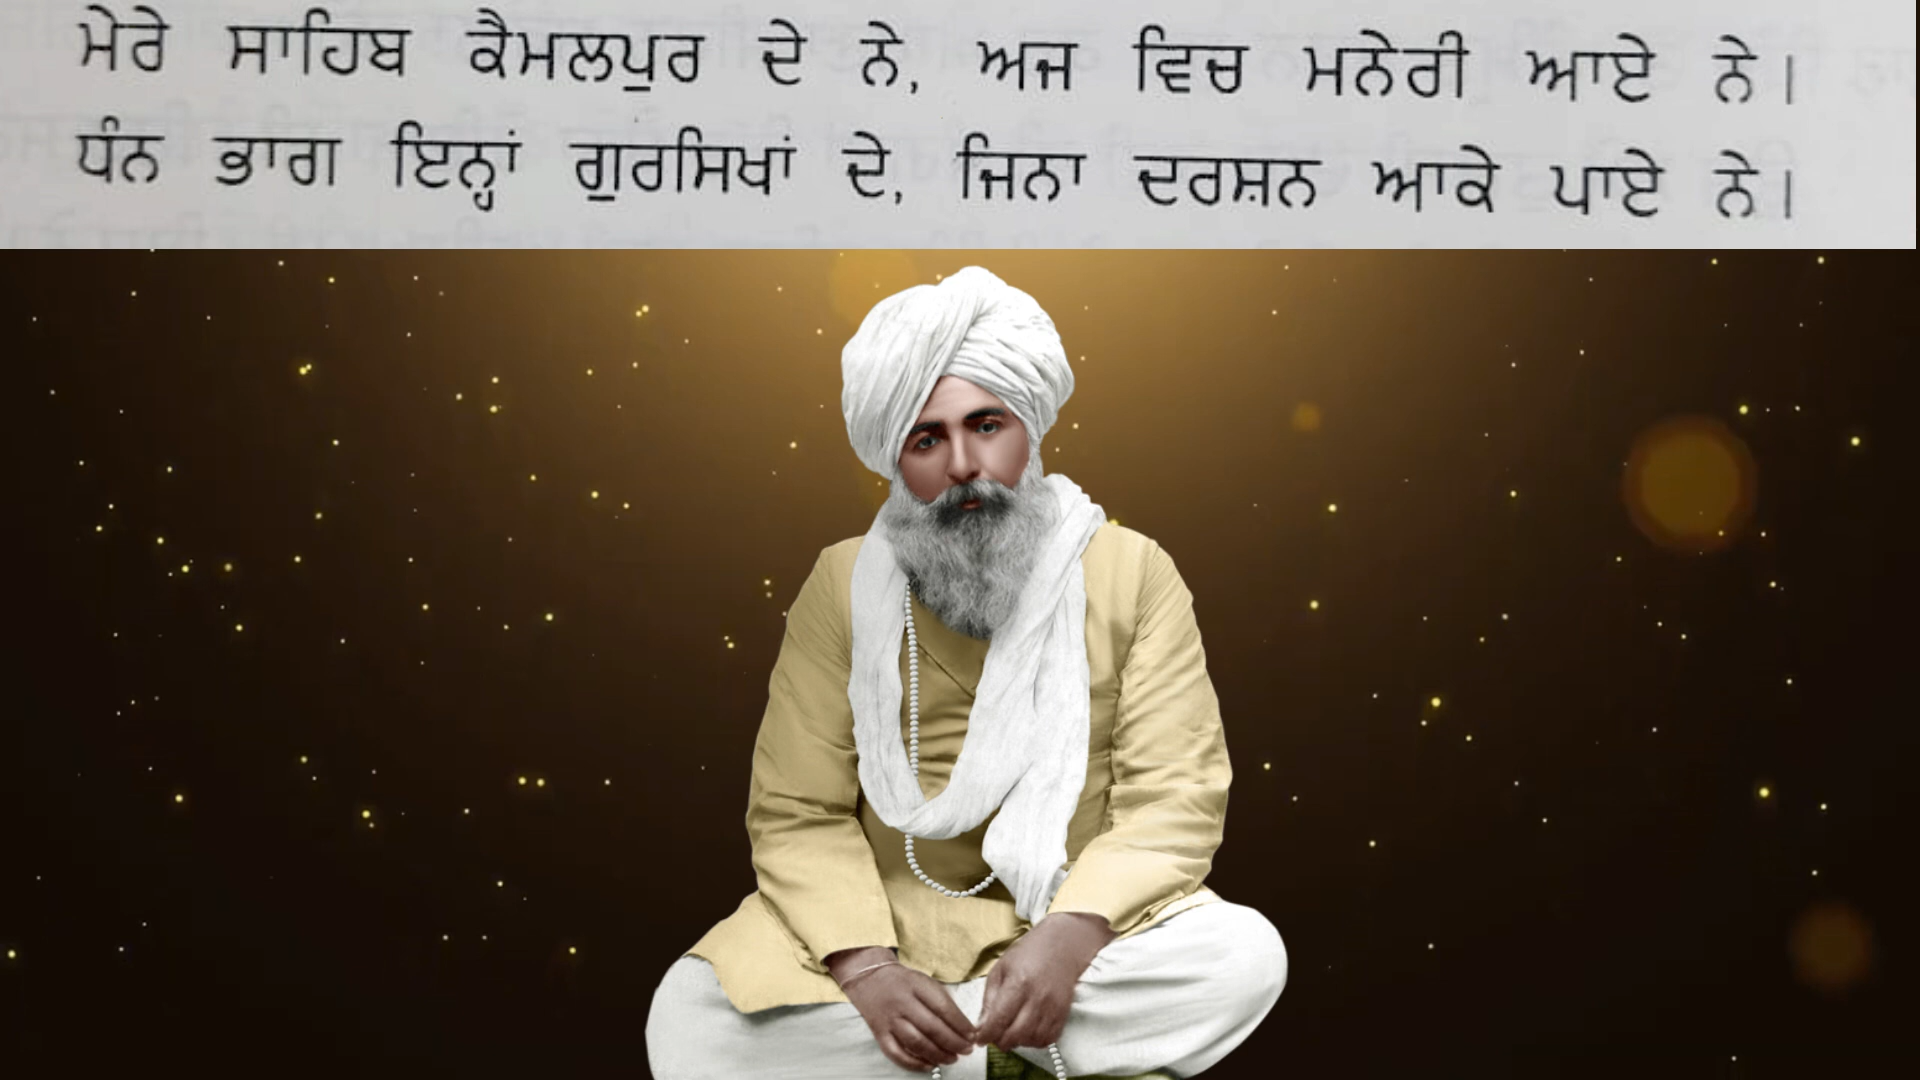 ਮੇਰੇ ਸਾਹਿਬ ਕੈਮਲਪੁਰ ਦੇ ਨੇ, ਅਜ ਵਿਚ ਮਨੇਰੀ ਆਏ ਨੇ।
ਧੰਨ ਭਾਗ ਇਨ੍ਹਾਂ ਗੁਰਸਿਖਾਂ ਦੇ, ਜਿਨਾ ਦਰਸ਼ਨ ਆਕੇ ਪਾਏ ਨੇ।